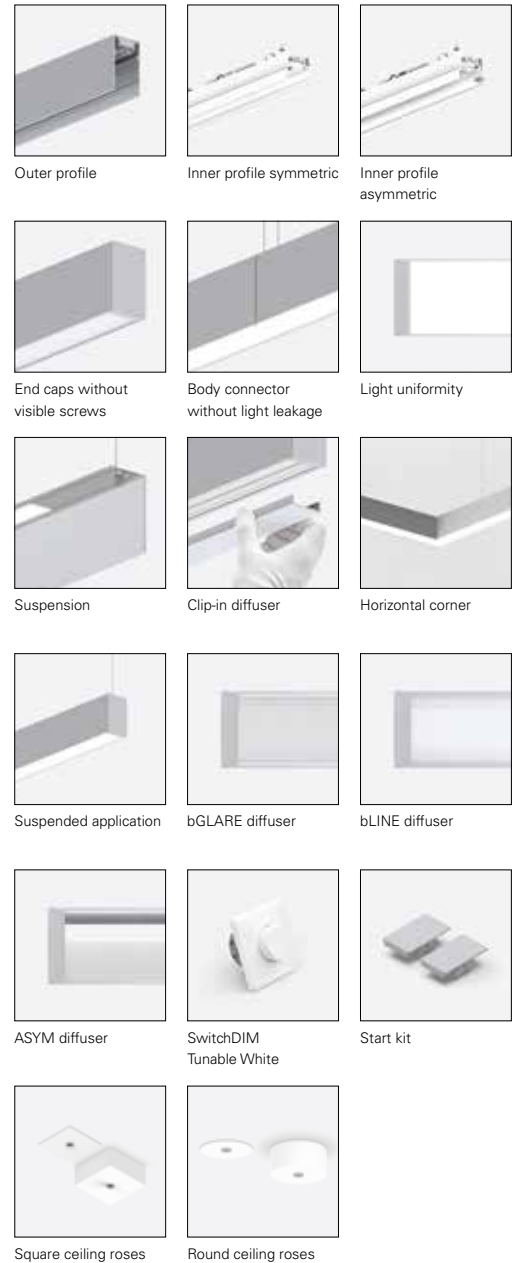 Outer profile
Inner profile symmetric
Inner profile
asymmetric
End caps without
visible screws
Body connector
without light leakage
Light uniformity
Suspension
Clip-in diffuser
Horizontal corner
Suspended application
bGLARE diffuser
bLINE diffuser
ASYM diffuser
SwitchDIM
Tunable White
Start kit
Square ceiling roses
Round ceiling roses